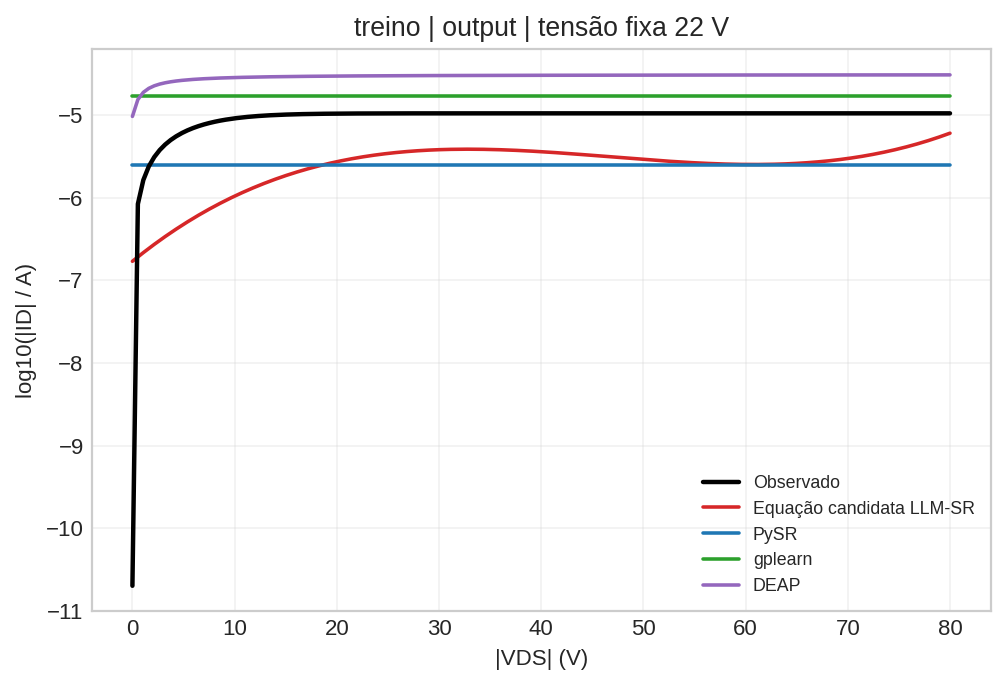 treino | output | tensão fixa 22 V
log10(|ID| / A)
−5
−6
−7
−8
−9
−10
−11
Observado
Equação candidata LLM-SR
PySR
gplearn
DEAP
0 10 20 30 40 50 60 70 80
|VDS| (V)